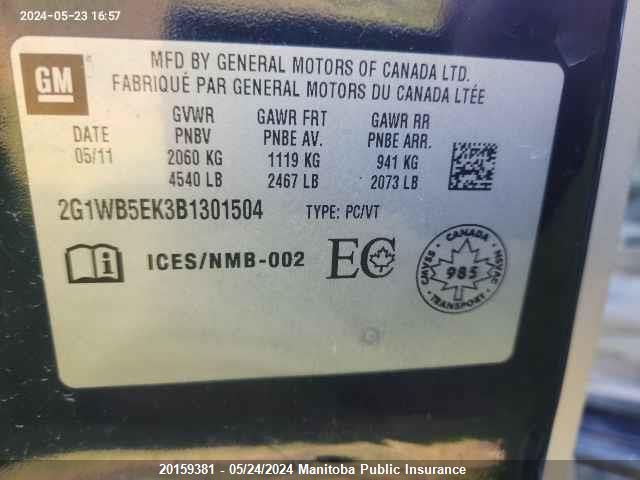 2024-05-23 16:57
GM
MFD BY GENERAL MOTORS OF CANADA LTD.
FABRIQUÉ PAR GENERAL MOTORS DU CANADA LTÉE
GVWR GAWR FRT GAWR RR
DATE PNBV PNBE AV. PNBE ARR.
05/11 2060 KG 1119 KG 941 KG
4540 LB 2467 LB 2073 LB
2G1WB5EK3B1301504 TYPE: PC/VT
i ICES/NMB-002 EC
CANADA
CMVSS NSVAC
985
TRANSPORT
20159381 - 05/24/2024 Manitoba Public Insurance